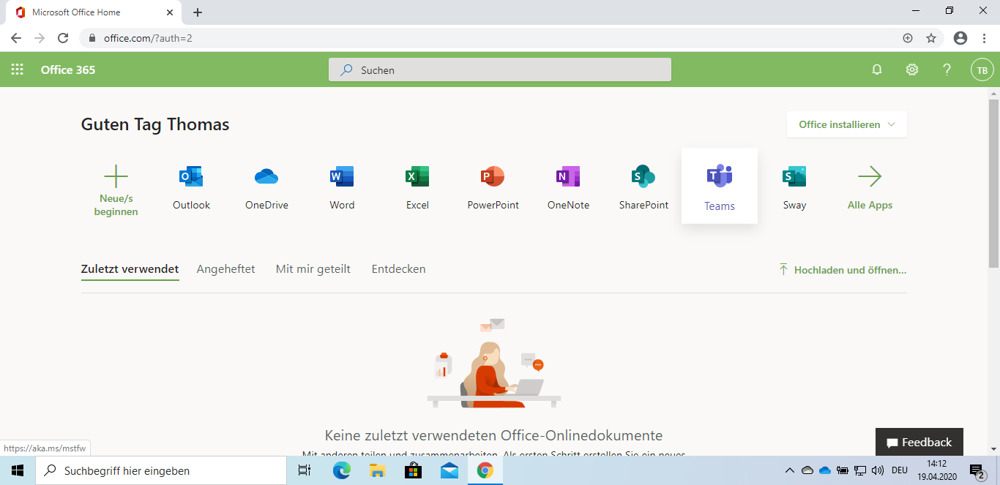 Microsoft Office Home
office.com/?auth=2
Office 365
Suchen
TB
Guten Tag Thomas
Office installieren
Neue/s beginnen
Outlook
OneDrive
Word
Excel
PowerPoint
OneNote
SharePoint
Teams
Sway
Alle Apps
Zuletzt verwendet Angeheftet Mit mir geteilt Entdecken
Hochladen und öffnen...
Keine zuletzt verwendeten Office-Onlinedokumente
Mit anderen teilen und zusammenarbeiten. Als ersten Schritt erstellen Sie ein neues
Feedback
https://aka.ms/mstfw
Suchbegriff hier eingeben
DEU
14:12
19.04.2020
2